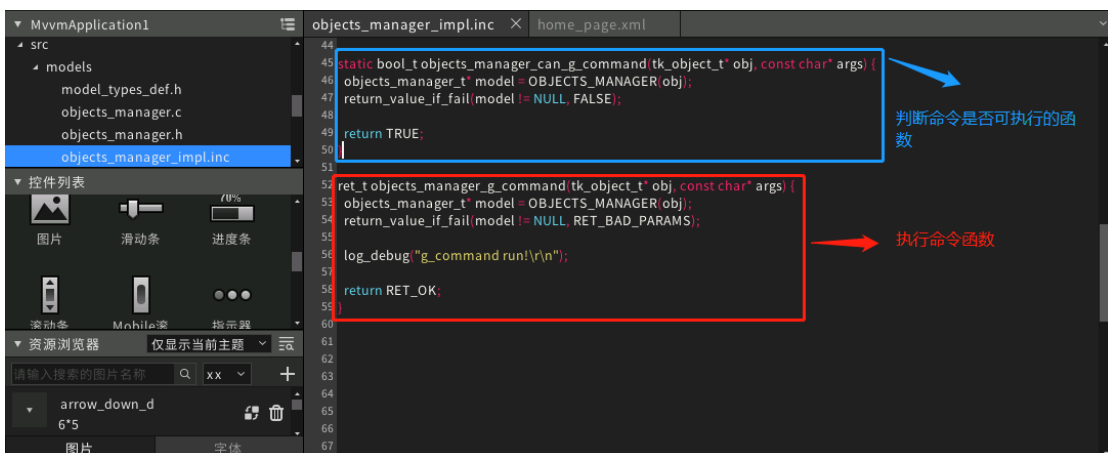 MvvmApplication1
src
models
model_types_def.h
objects_manager.c
objects_manager.h
objects_manager_impl.inc
控件列表
70%
图片 滑动条 进度条
滚动条 Mobile滚 指示器
资源浏览器 仅显示当前主题
请输入搜索的图片名称 xx
arrow_down_d
6*5
图片 字体
objects_manager_impl.inc × home_page.xml
44
45 static bool_t objects_manager_can_g_command(tk_object_t* obj, const char* args) {
46 objects_manager_t* model = OBJECTS_MANAGER(obj);
47 return_value_if_fail(model != NULL, FALSE);
48
49 return TRUE;
50 }
51
52 ret_t objects_manager_g_command(tk_object_t* obj, const char* args) {
53 objects_manager_t* model = OBJECTS_MANAGER(obj);
54 return_value_if_fail(model != NULL, RET_BAD_PARAMS);
55
56 log_debug("g_command run!\r\n");
57
58 return RET_OK;
59 }
60
61
62
63
64
65
66
67
判断命令是否可执行的函
数
执行命令函数